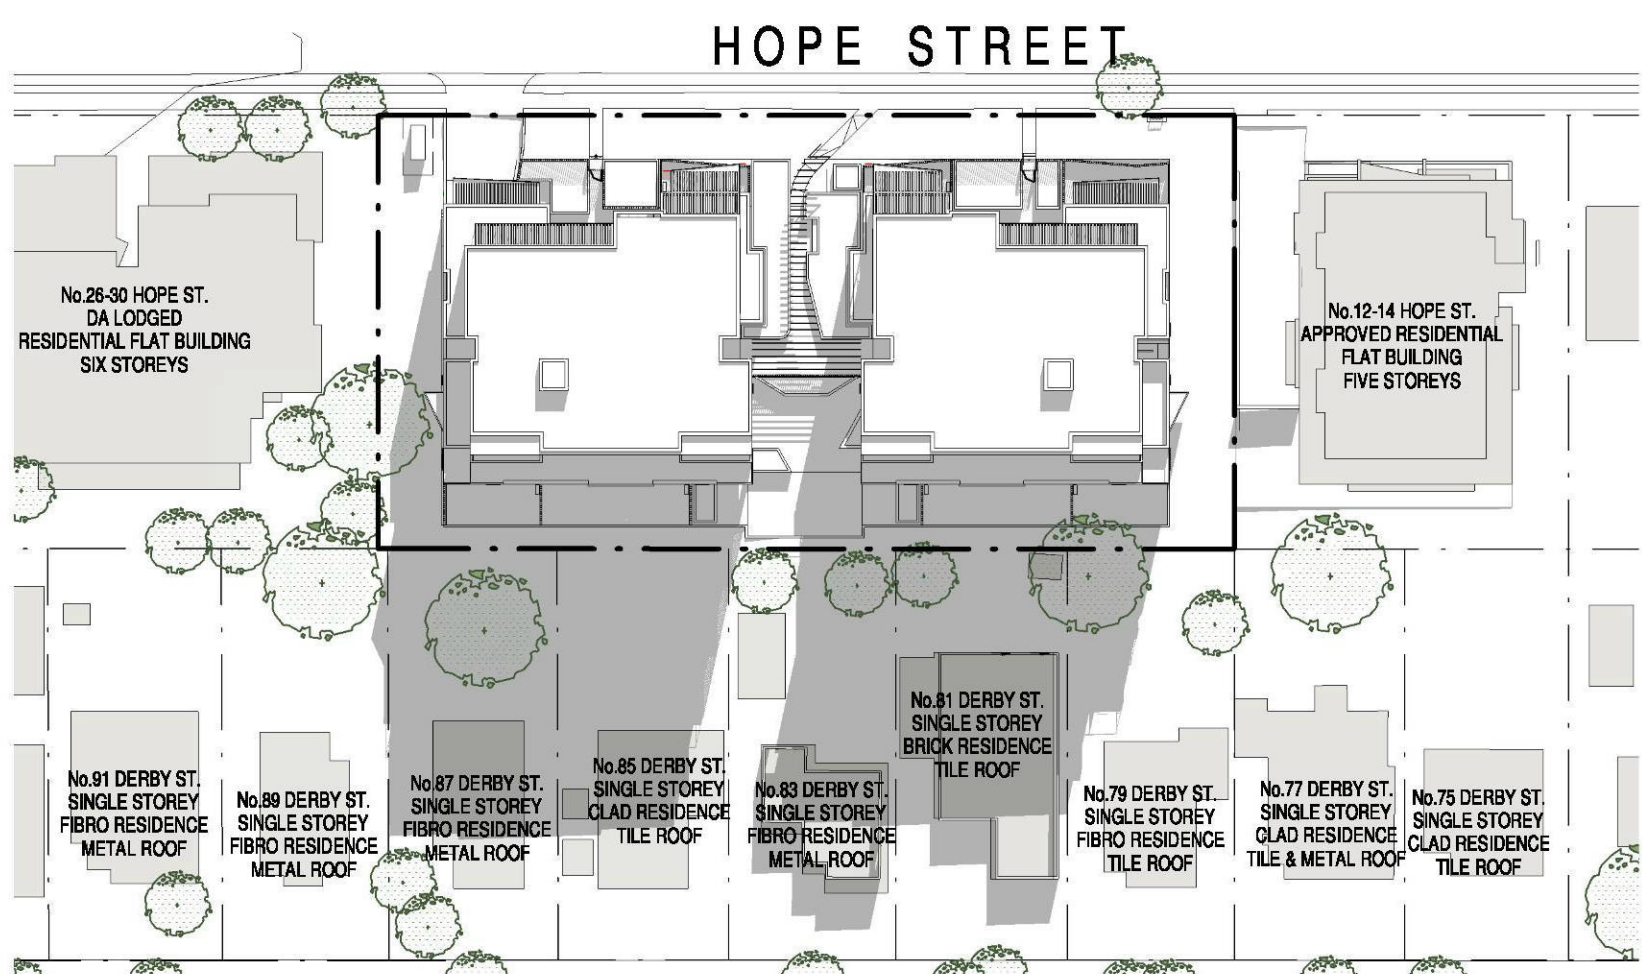 HOPE STREET
No.26-30 HOPE ST.
DA LODGED
RESIDENTIAL FLAT BUILDING
SIX STOREYS
No.12-14 HOPE ST.
APPROVED RESIDENTIAL
FLAT BUILDING
FIVE STOREYS
No.91 DERBY ST.
SINGLE STOREY
FIBRO RESIDENCE
METAL ROOF
No.89 DERBY ST.
SINGLE STOREY
FIBRO RESIDENCE
METAL ROOF
No.87 DERBY ST.
SINGLE STOREY
FIBRO RESIDENCE
METAL ROOF
No.85 DERBY ST.
SINGLE STOREY
CLAD RESIDENCE
TILE ROOF
No.83 DERBY ST.
SINGLE STOREY
FIBRO RESIDENCE
METAL ROOF
No.81 DERBY ST.
SINGLE STOREY
BRICK RESIDENCE
TILE ROOF
No.79 DERBY ST.
SINGLE STOREY
FIBRO RESIDENCE
TILE ROOF
No.77 DERBY ST.
SINGLE STOREY
CLAD RESIDENCE
TILE & METAL ROOF
No.75 DERBY ST.
SINGLE STOREY
CLAD RESIDENCE
TILE ROOF